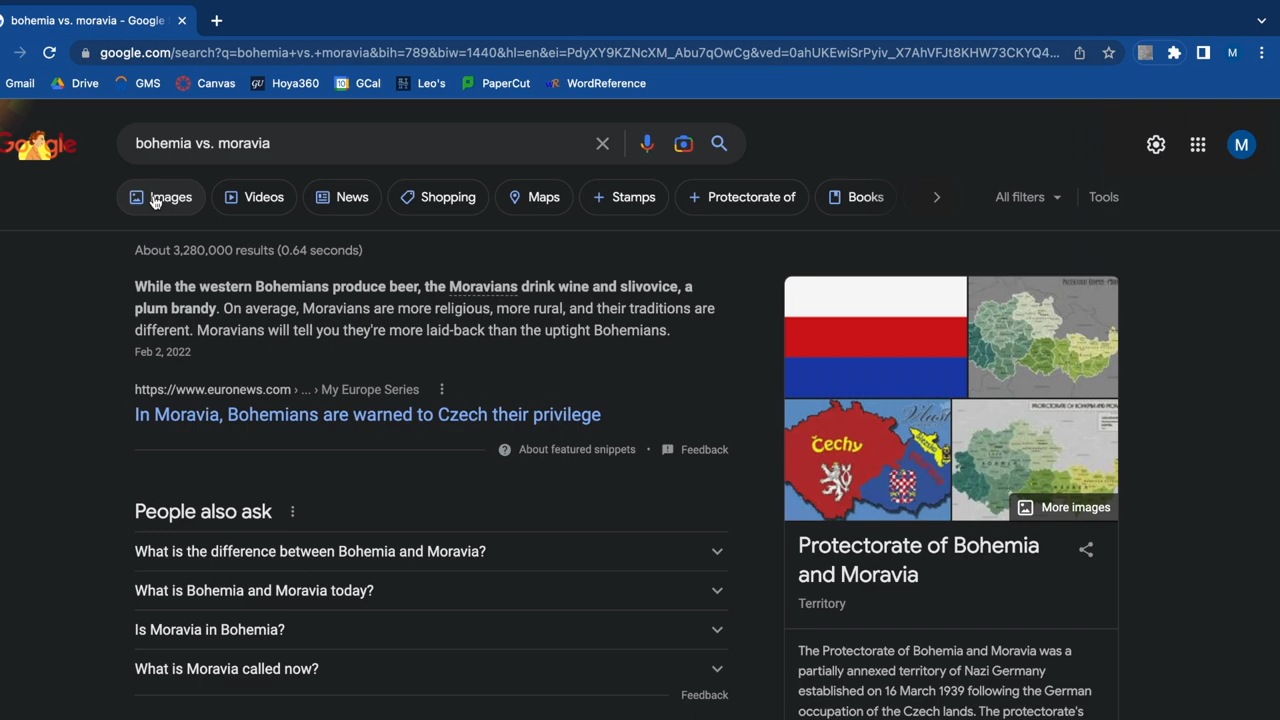 bohemia vs. moravia - Google
google.com/search?q=bohemia+vs.+moravia&bih=789&biw=1440&hl=en&ei=PdyXY9KZNcXM_Abu7qOwCg&ved=0ahUKEwiSrPyiv_X7AhVFJt8KHW73CKYQ4...
M
Gmail
Drive
GMS
Canvas
GU Hoya360
10 GCal
Leo's
PaperCut
WordReference
Google
bohemia vs. moravia
M
Images
Videos
News
Shopping
Maps
+ Stamps
+ Protectorate of
Books
All filters
Tools
About 3,280,000 results (0.64 seconds)
While the western Bohemians produce beer, the Moravians drink wine and slivovice, a
plum brandy. On average, Moravians are more religious, more rural, and their traditions are
different. Moravians will tell you they're more laid-back than the uptight Bohemians.
Feb 2, 2022
https://www.euronews.com › ... › My Europe Series
In Moravia, Bohemians are warned to Czech their privilege
About featured snippets • Feedback
People also ask
What is the difference between Bohemia and Moravia?
What is Bohemia and Moravia today?
Is Moravia in Bohemia?
What is Moravia called now?
Feedback
Čechy
More images
Protectorate of Bohemia
and Moravia
Territory
The Protectorate of Bohemia and Moravia was a
partially annexed territory of Nazi Germany
established on 16 March 1939 following the German
occupation of the Czech lands. The protectorate's